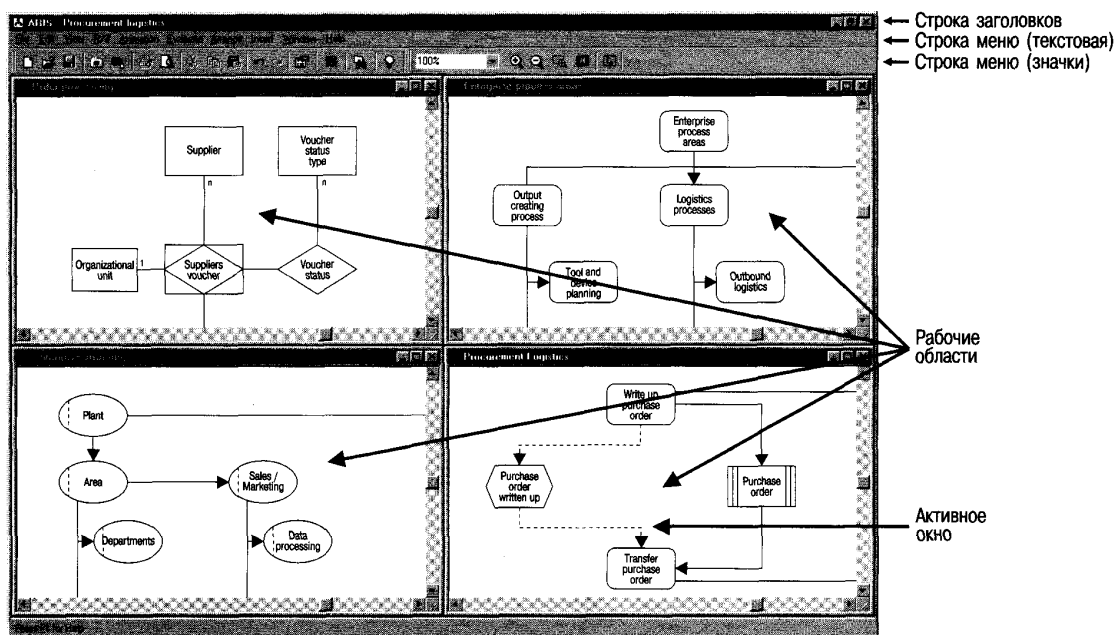 ARIS - Procurement logistics
Строка заголовков
Строка меню (текстовая)
Строка меню (значки)
100%
Supplier
Voucher
status
type
n
n
Organizational
unit
1
Suppliers
voucher
Voucher
status
Enterprise
process
areas
Output
creating
process
Logistics
processes
Tool and
device
planning
Outbound
logistics
Рабочие
области
Procurement Logistics
Plant
Area
Sales /
Marketing
Departments
Data
processing
Write up
purchase
order
Purchase
order
written up
Purchase
order
Transfer
purchase
order
Активное
окно